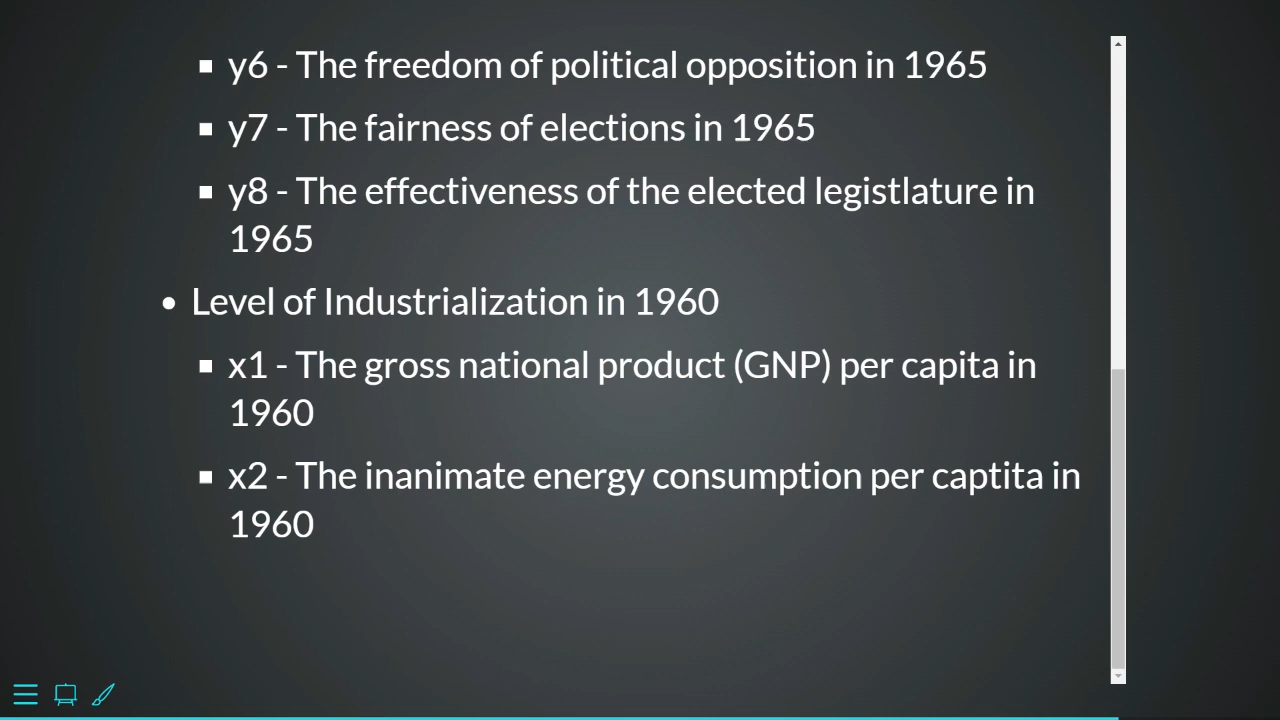 ▪ y6 - The freedom of political opposition in 1965
▪ y7 - The fairness of elections in 1965
▪ y8 - The effectiveness of the elected legistlature in
1965
• Level of Industrialization in 1960
▪ x1 - The gross national product (GNP) per capita in
1960
▪ x2 - The inanimate energy consumption per captita in
1960